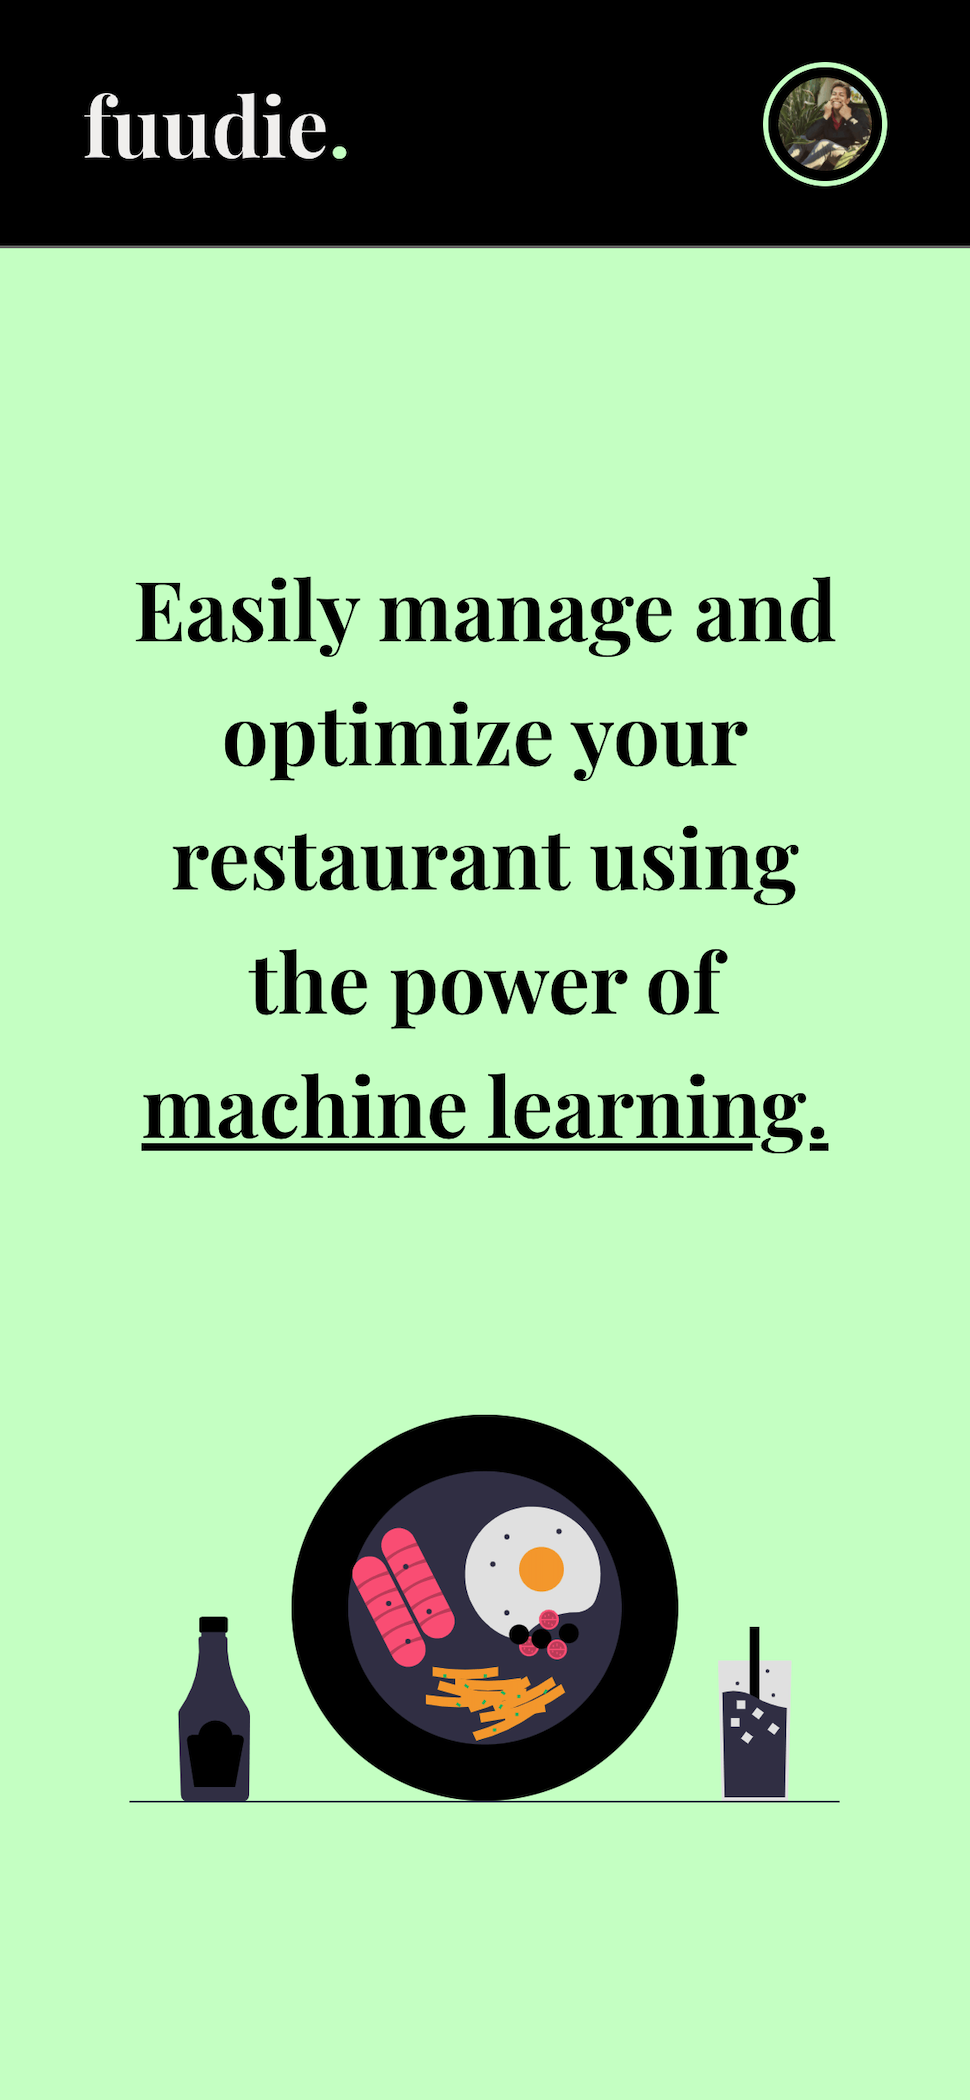 fuudie.
Easily manage and
optimize your
restaurant using
the power of
machine learning.